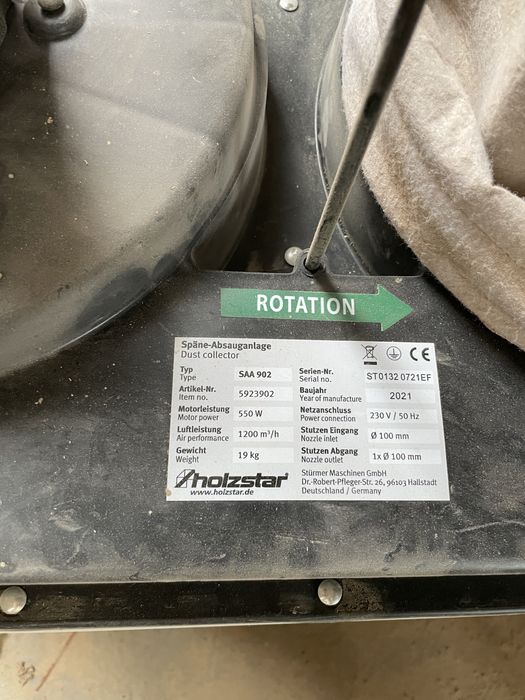 ROTATION
Späne-Absauganlage
Dust collector
Typ
Type
SAA 902
Serien-Nr.
Serial no.
ST0132 0721EF
Artikel-Nr.
Item no.
5923902
Baujahr
Year of manufacture
2021
Motorleistung
Motor power
550 W
Netzanschluss
Power connection
230 V / 50 Hz
Luftleistung
Air performance
1200 m³/h
Stutzen Eingang
Nozzle inlet
Ø 100 mm
Gewicht
Weight
19 kg
Stutzen Abgang
Nozzle outlet
1x Ø 100 mm
holzstar®
www.holzstar.de
Stürmer Maschinen GmbH
Dr.-Robert-Pfleger-Str. 26, 96103 Hallstadt
Deutschland / Germany
CE